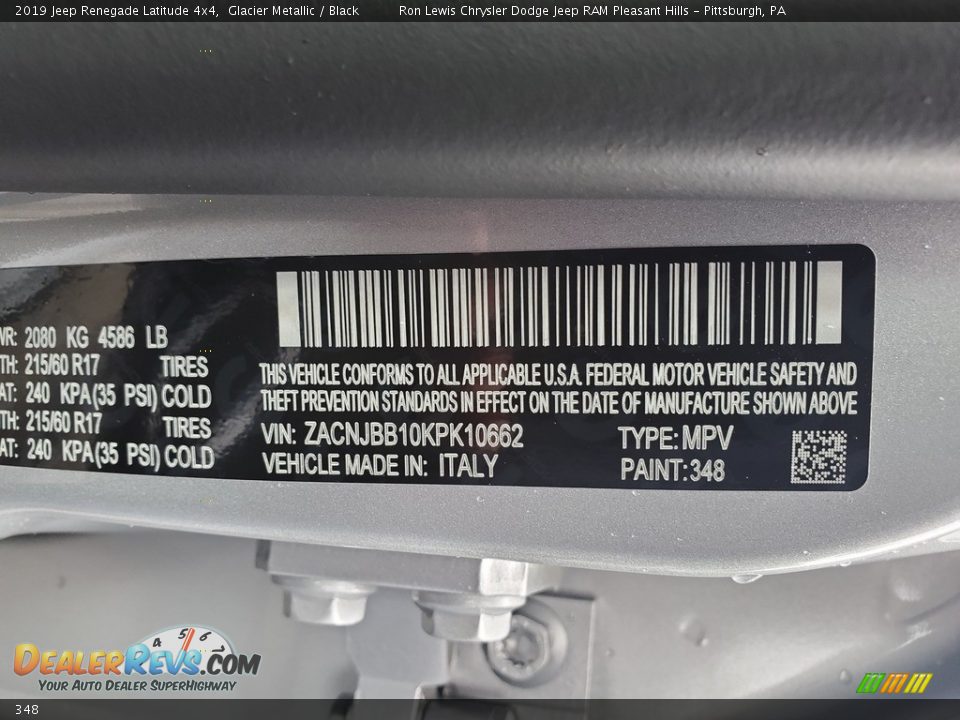 2019 Jeep Renegade Latitude 4x4, Glacier Metallic / Black Ron Lewis Chrysler Dodge Jeep RAM Pleasant Hills - Pittsburgh, PA
VR: 2080 KG 4586 LB
TH: 215/60 R17 TIRES
AT: 240 KPA(35 PSI) COLD
TH: 215/60 R17 TIRES
AT: 240 KPA(35 PSI) COLD
THIS VEHICLE CONFORMS TO ALL APPLICABLE U.S.A. FEDERAL MOTOR VEHICLE SAFETY AND
THEFT PREVENTION STANDARDS IN EFFECT ON THE DATE OF MANUFACTURE SHOWN ABOVE
VIN: ZACNJBB10KPK10662 TYPE: MPV
VEHICLE MADE IN: ITALY PAINT: 348
4 5 6
DEALERREVS.COM
YOUR AUTO DEALER SUPERHIGHWAY
348